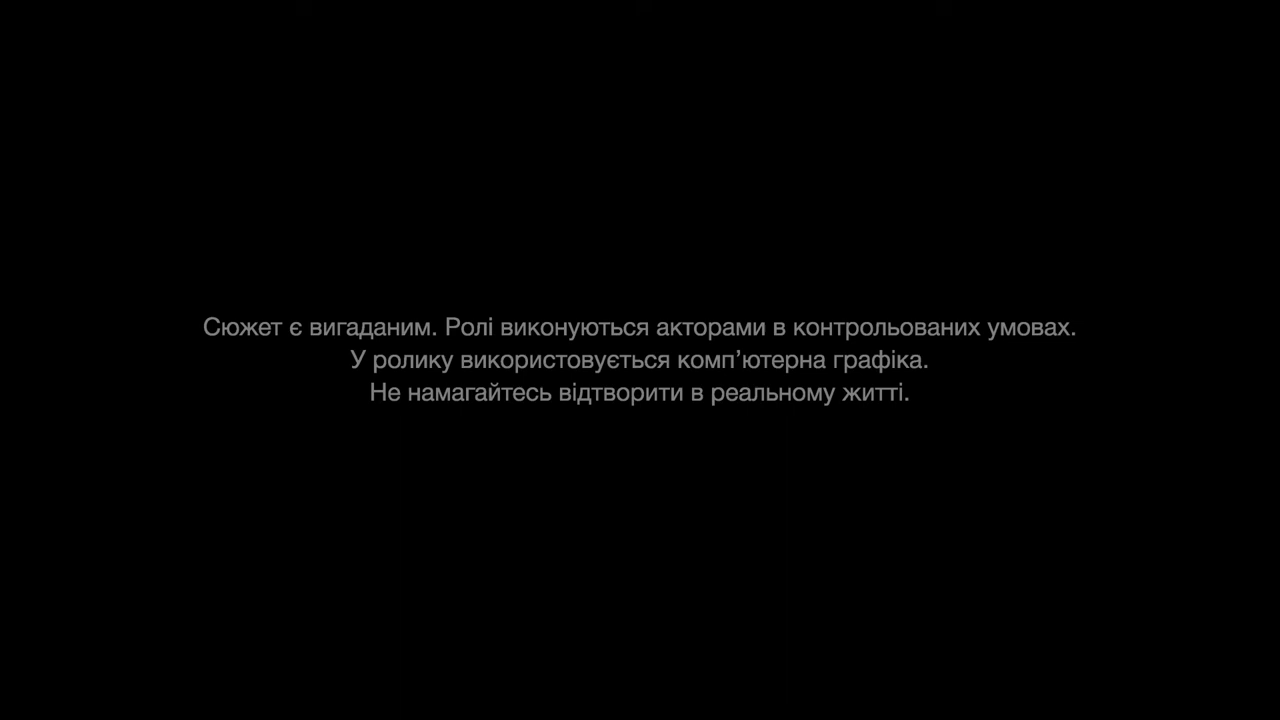 Сюжет є вигаданим. Ролі виконуються акторами в контрольованих умовах.
У ролику використовується комп’ютерна графіка.
Не намагайтесь відтворити в реальному житті.